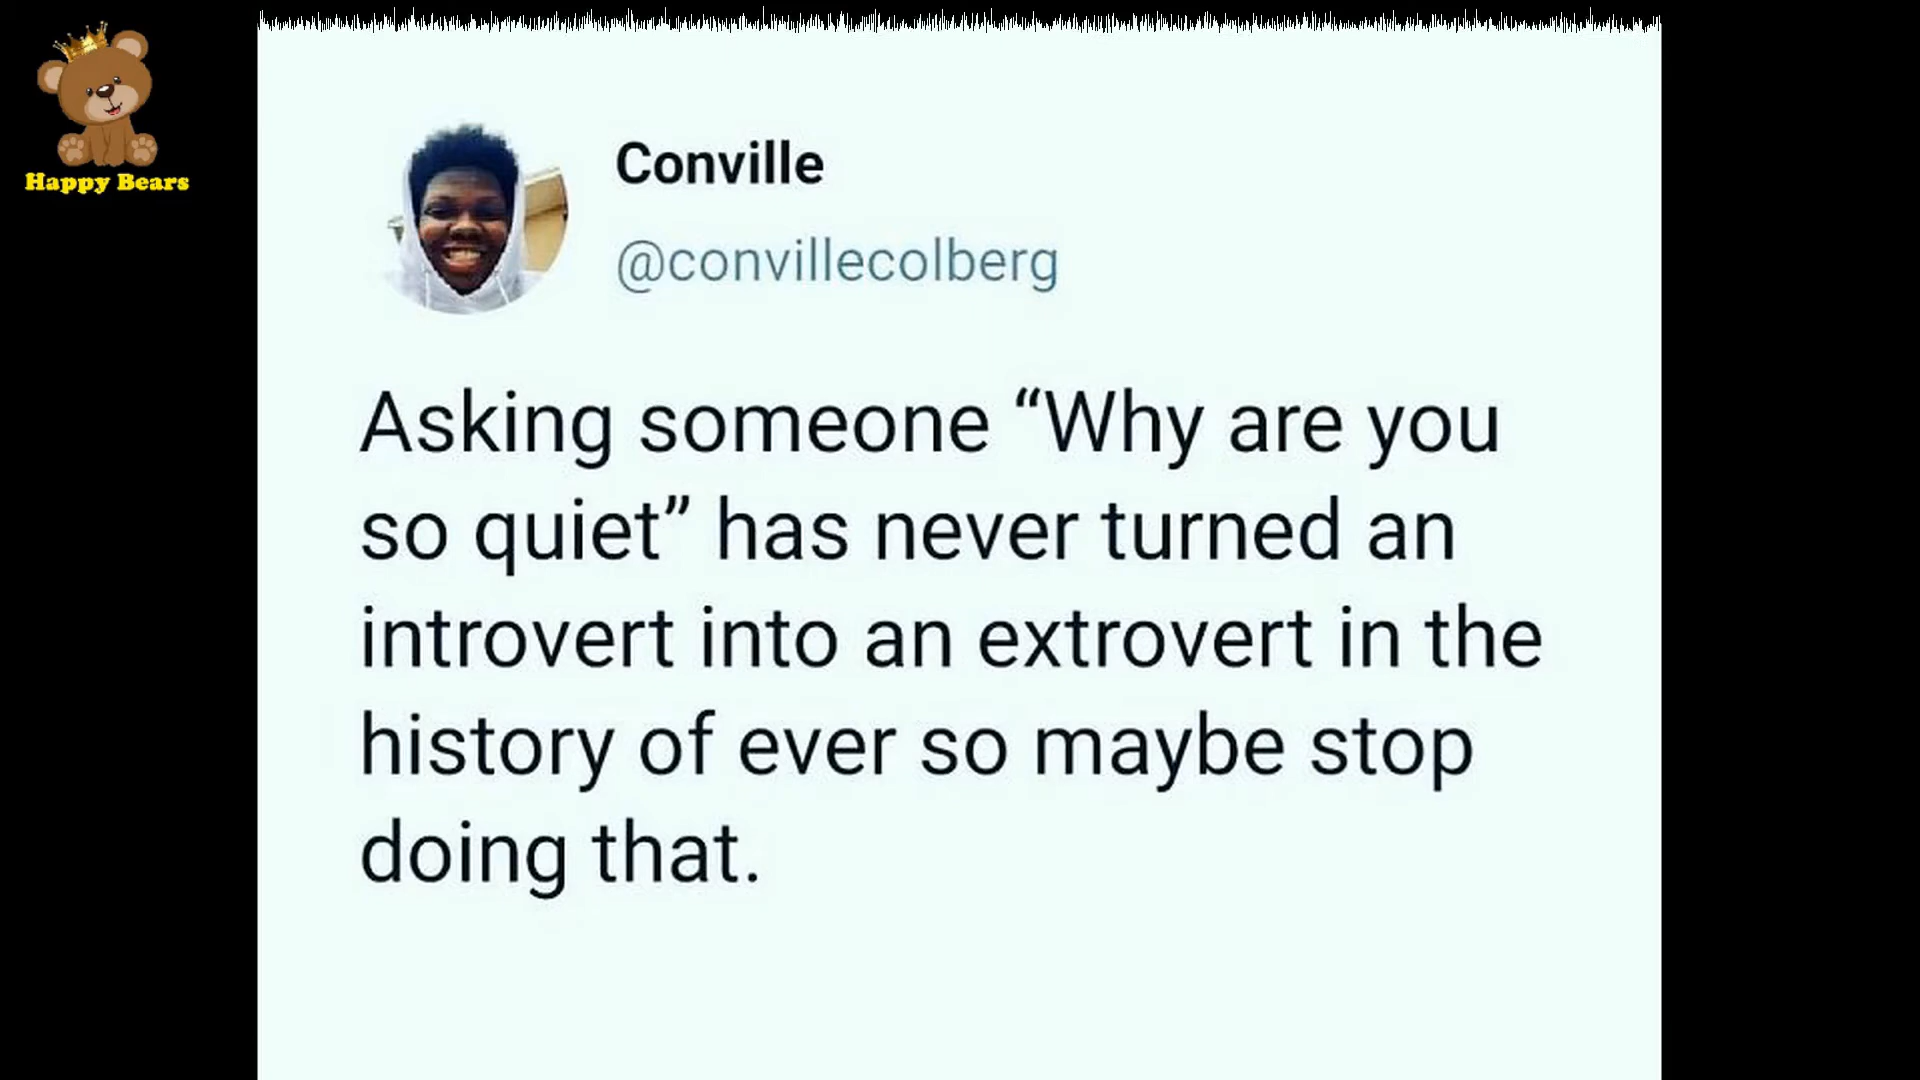 Happy Bears
Conville
@convillecolberg
Asking someone “Why are you
so quiet” has never turned an
introvert into an extrovert in the
history of ever so maybe stop
doing that.